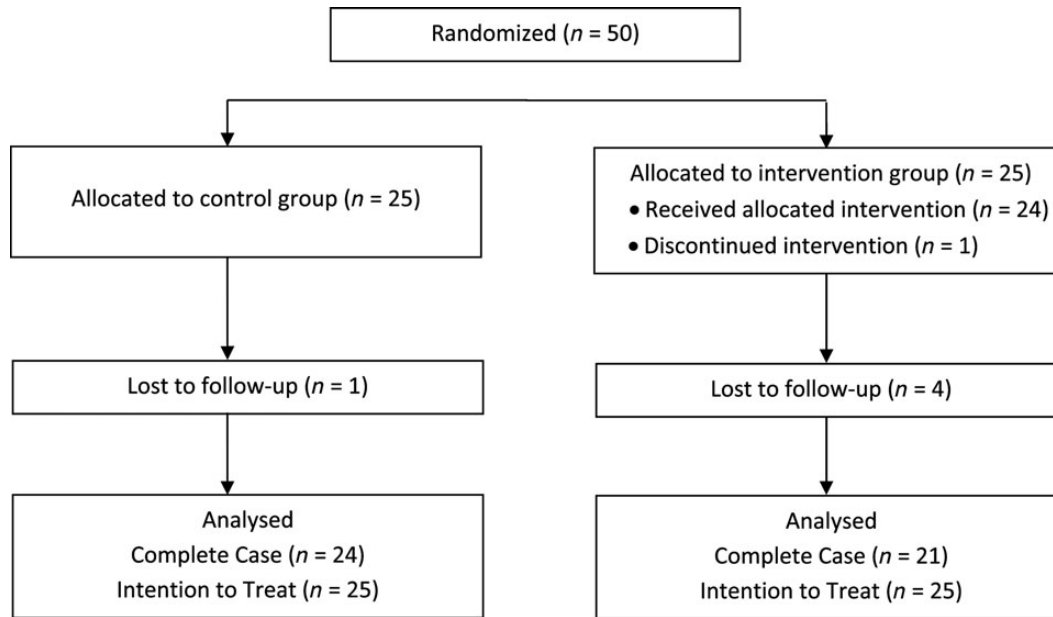 Randomized (n = 50)
Allocated to control group (n = 25)
Allocated to intervention group (n = 25)
• Received allocated intervention (n = 24)
• Discontinued intervention (n = 1)
Lost to follow-up (n = 1)
Lost to follow-up (n = 4)
Analysed
Complete Case (n = 24)
Intention to Treat (n = 25)
Analysed
Complete Case (n = 21)
Intention to Treat (n = 25)